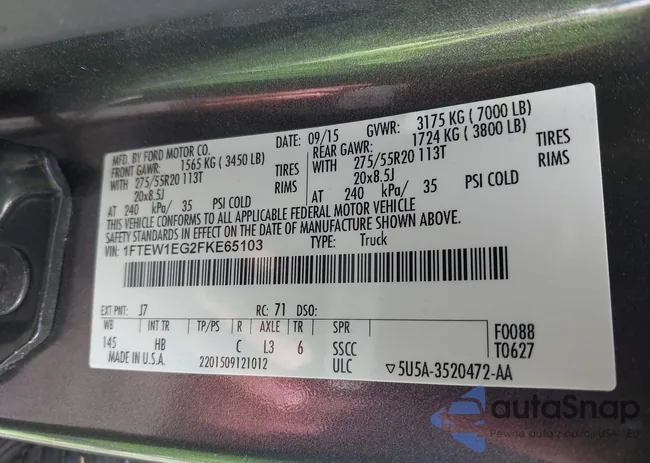 MFD. BY FORD MOTOR CO.
DATE: 09/15 GVWR: 3175 KG ( 7000 LB)
FRONT GAWR: 1565 KG ( 3450 LB) REAR GAWR: 1724 KG ( 3800 LB)
WITH 275/55R20 113T TIRES WITH 275/55R20 113T TIRES
20x8.5J RIMS 20x8.5J RIMS
AT 240 kPa/ 35 PSI COLD AT 240 kPa/ 35 PSI COLD
THIS VEHICLE CONFORMS TO ALL APPLICABLE FEDERAL MOTOR VEHICLE
SAFETY STANDARDS IN EFFECT ON THE DATE OF MANUFACTURE SHOWN ABOVE.
VIN: 1FTEW1EG2FKE65103 TYPE: Truck
EXT PNT: J7 RC: 71 DSO:
WB INT TR TP/PS R AXLE TR SPR F0088
145 HB C L3 6 SSCC T0627
MADE IN U.S.A. 2201509121012 ULC ▽5U5A-3520472-AA
autaSnap
Pewne auto z portu USA